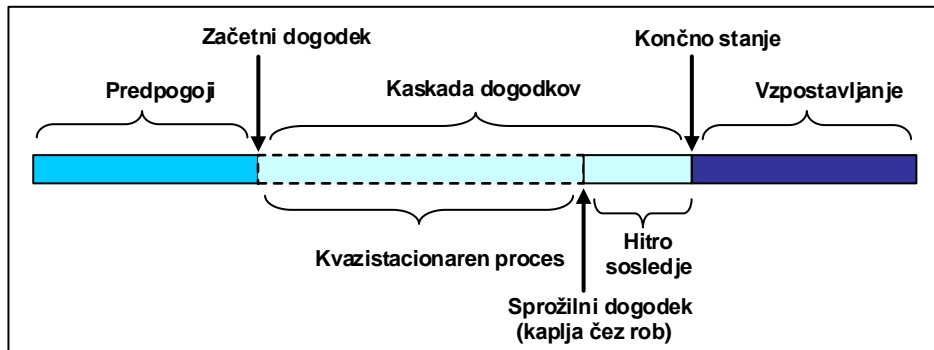 Začetni dogodek
Končno stanje
Predpogoji
Kaskada dogodkov
Vzpostavljanje
Kvazistacionaren proces
Hitro
sosledje
Sprožilni dogodek
(kaplja čez rob)